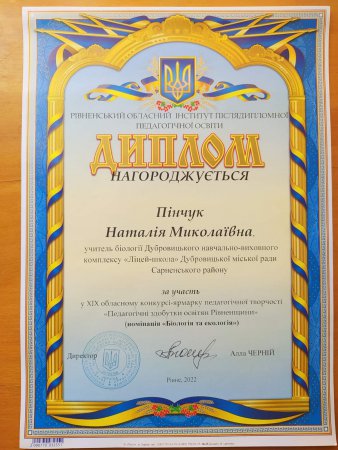 РІВНЕНСЬКИЙ ОБЛАСНИЙ ІНСТИТУТ ПІСЛЯДИПЛОМНОЇ
ПЕДАГОГІЧНОЇ ОСВІТИ
ДИПЛОМ
НАГОРОДЖУЄТЬСЯ
Пінчук
Наталія Миколаївна,
учитель біології Дубровицького навчально-виховного
комплексу «Ліцей-школа» Дубровицької міської ради
Сарненського району
за участь
у ХІХ обласному конкурсі-ярмарку педагогічної творчості
«Педагогічні здобутки освітян Рівненщини»
(номінація «Біологія та екологія»)
Директор
Алла ЧЕРНІЙ
Рівне, 2022